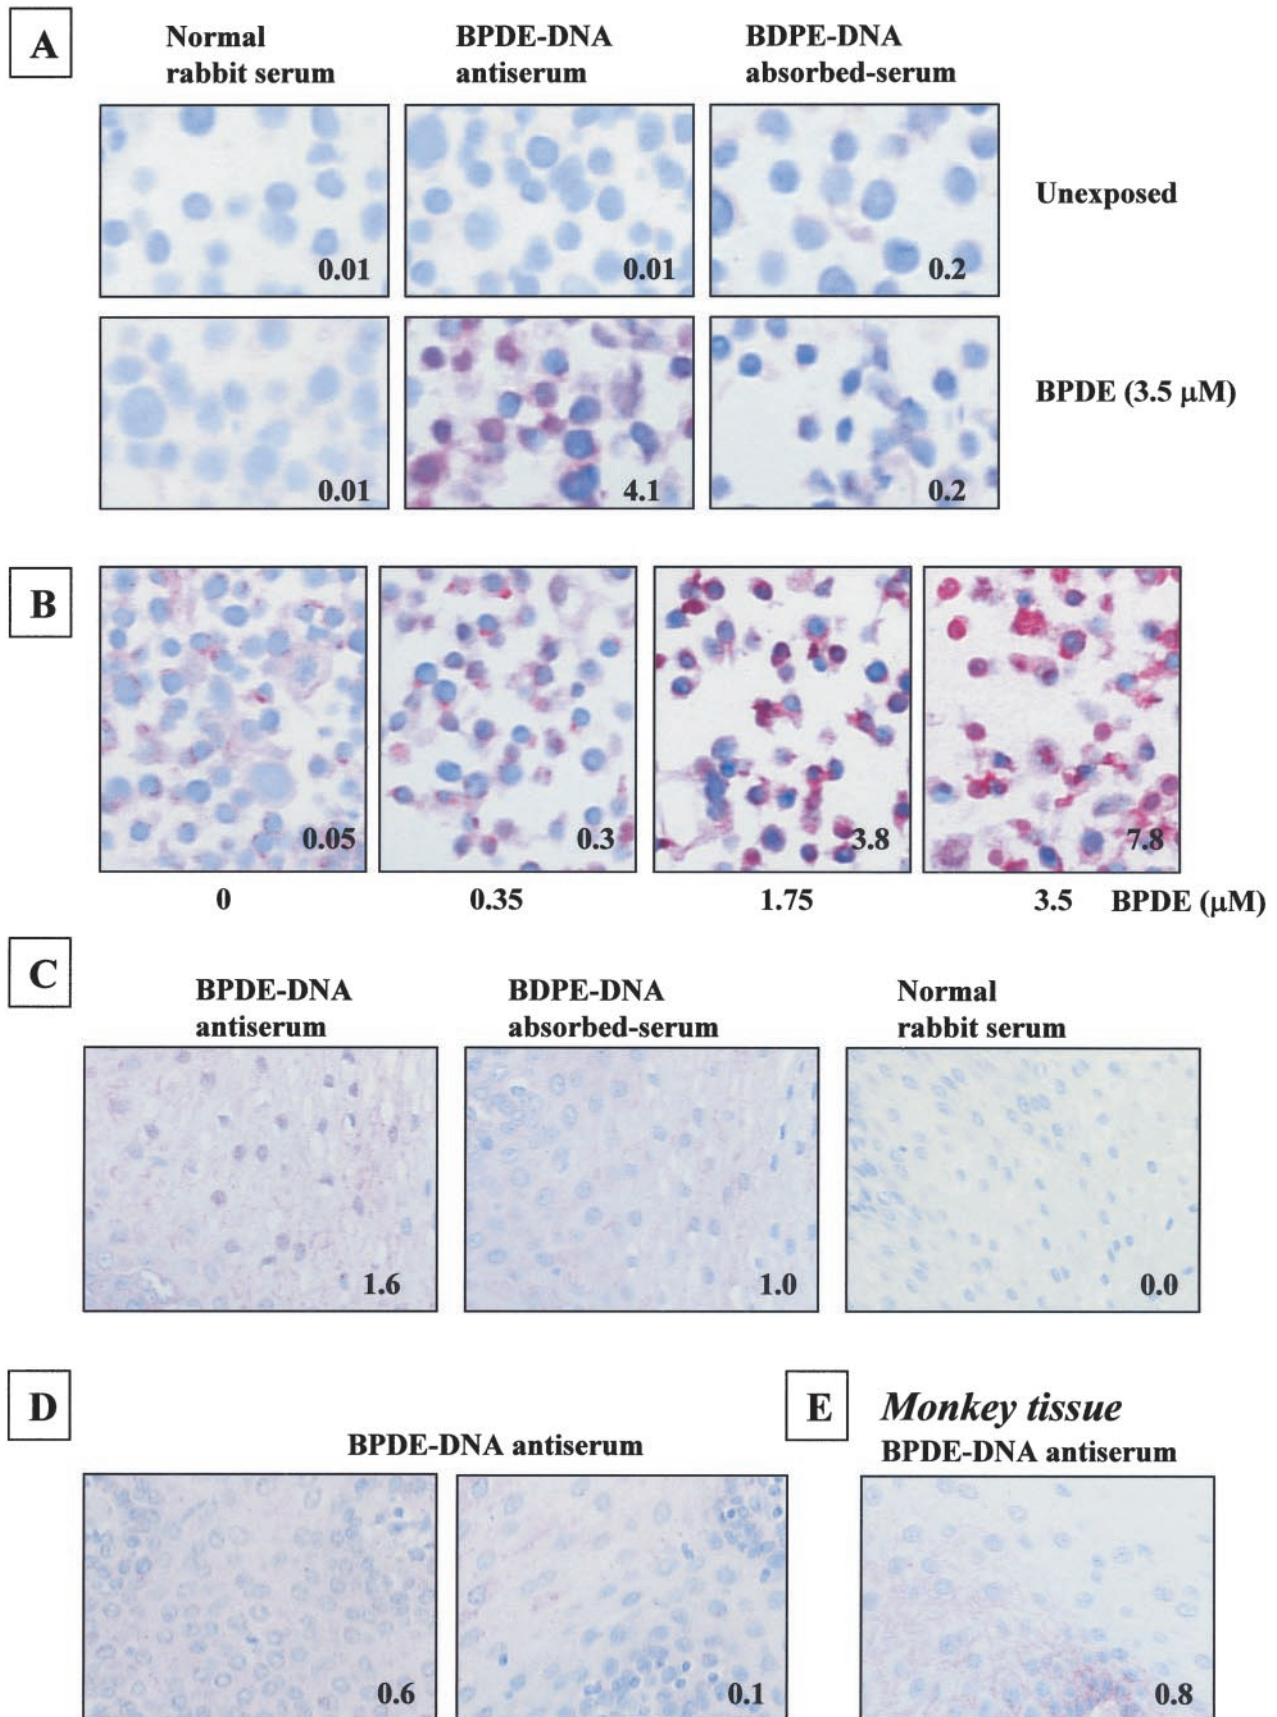 A
Normal
rabbit serum
BPDE-DNA
antiserum
BDPE-DNA
absorbed-serum
0.01
0.01
0.2
Unexposed
0.01
4.1
0.2
BPDE (3.5 μM)
B
0.05
0.3
3.8
7.8
0
0.35
1.75
3.5
BPDE (μM)
C
BPDE-DNA
antiserum
BDPE-DNA
absorbed-serum
Normal
rabbit serum
1.6
1.0
0.0
D
BPDE-DNA antiserum
0.6
0.1
E
Monkey tissue
BPDE-DNA antiserum
0.8